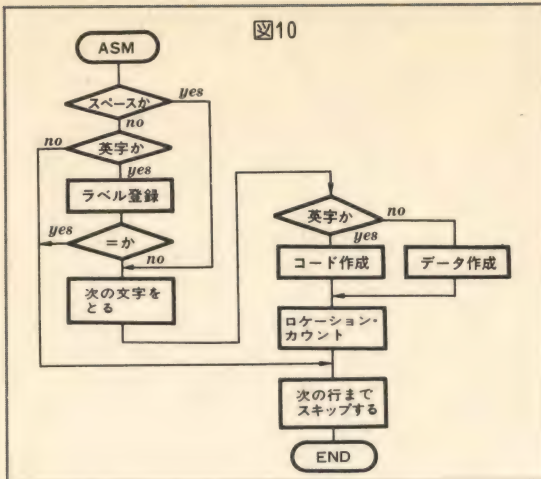 図10
ASM
スペースか
yes
no
no
英字か
yes
ラベル登録
yes
=か
no
次の文字を
とる
英字か
no
yes
コード作成
データ作成
ロケーション・
カウント
次の行まで
スキップする
END